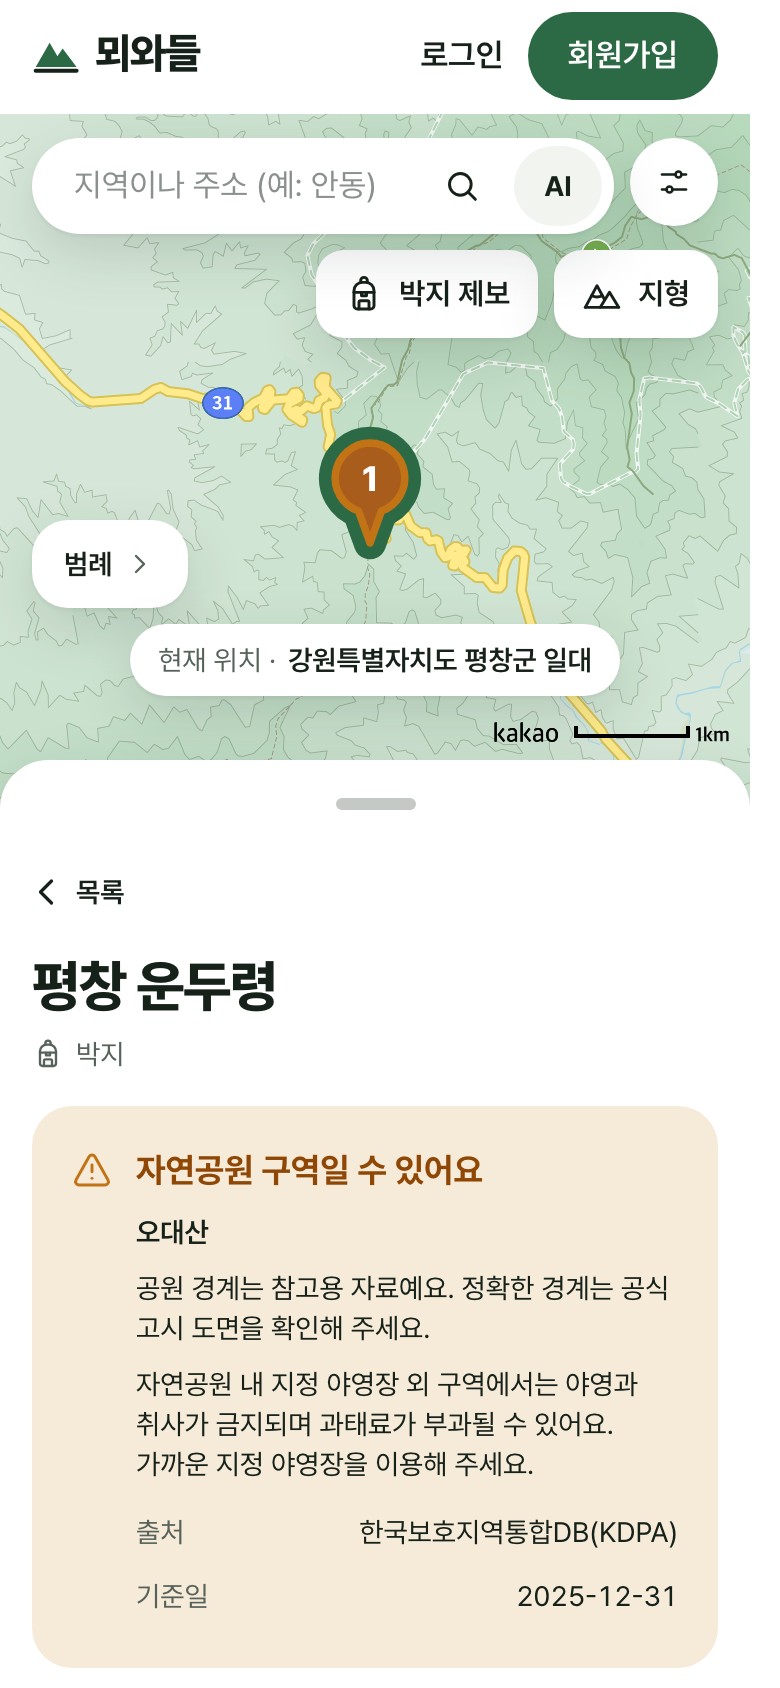 뫼와들
로그인
회원가입
지역이나 주소 (예: 안동)
AI
박지 제보
지형
31
1
범례
현재 위치 · 강원특별자치도 평창군 일대
kakao
1km
목록
평창 운두령
박지
자연공원 구역일 수 있어요
오대산
공원 경계는 참고용 자료예요. 정확한 경계는 공식
고시 도면을 확인해 주세요.
자연공원 내 지정 야영장 외 구역에서는 야영과
취사가 금지되며 과태료가 부과될 수 있어요.
가까운 지정 야영장을 이용해 주세요.
출처 한국보호지역통합DB(KDPA)
기준일 2025-12-31